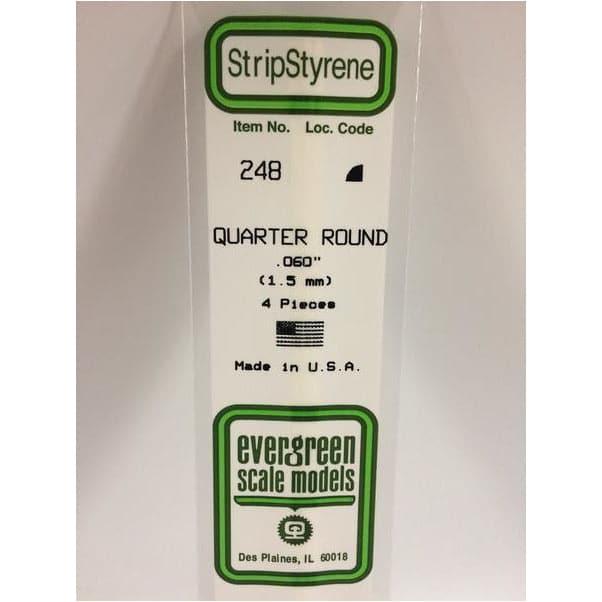 StripStyrene
Item No. Loc. Code
248
QUARTER ROUND
.060"
(1.5 mm)
4 Pieces
Made in U.S.A.
evergreen
scale models
Des Plaines, IL 60018